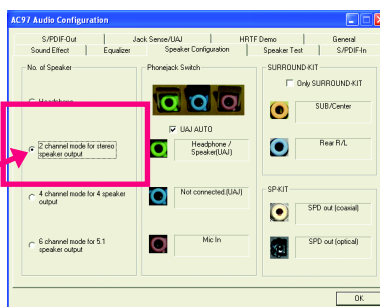 AC97 Audio Configuration
S/PDIF-Out
Jack Sense/UAJ
HRTF Demo
General
Sound Effect
Equalizer
Speaker Configuration
Speaker Test
S/PDIF-In
No. of Speaker
Headphone
2 channel mode for stereo
speaker output
4 channel mode for 4 speaker
output
6 channel mode for 5.1
speaker output
Phonejack Switch
UAJ AUTO
Headphone /
Speaker(UAJ)
Not connected.(UAJ)
Mic In
SURROUND-KIT
Only SURROUND-KIT
SUB/Center
Rear R/L
SP-KIT
SPD out (coaxial)
SPD out (optical)
OK